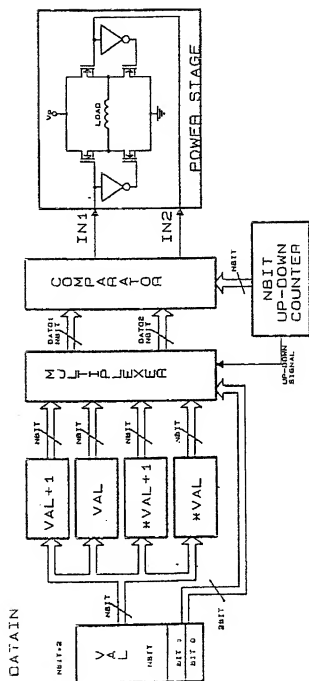 DATAIN
NBIT+2
VAL
NBIT
BIT 1
BIT 0
NBIT
2BIT
VAL+1
VAL
*VAL+1
*VAL
NBIT
NBIT
NBIT
NBIT
MULTIPLEXER
DATO1
NBIT
DATO2
NBIT
UP-DOWN
SIGNAL
COMPARATOR
NBIT
NBIT
UP-DOWN
COUNTER
IN1
IN2
Vp
LOAD
POWER STAGE